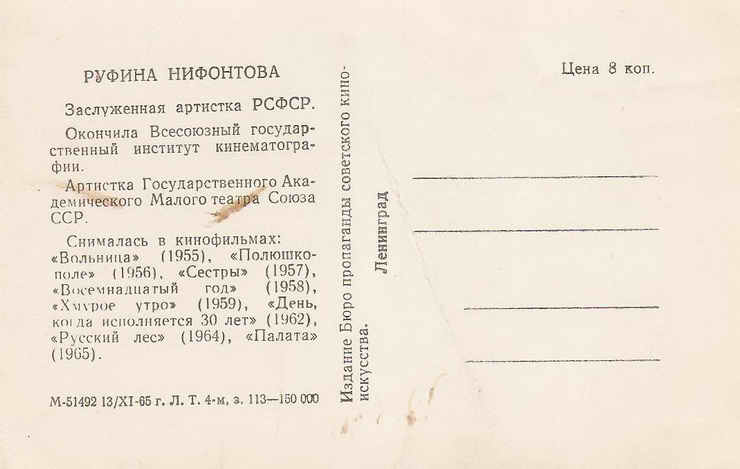 РУФИНА НИФОНТОВА
Заслуженная артистка РСФСР.
Окончила Всесоюзный государ-
ственный институт кинематогра-
фии.
Артистка Государственного Ака-
демического Малого театра Союза
ССР.
Снималась в кинофильмах:
«Вольница» (1955), «Полюшко-
поле» (1956), «Сестры» (1957),
«Восемнадцатый год» (1958),
«Хмурое утро» (1959), «День,
когда исполняется 30 лет» (1962),
«Русский лес» (1964), «Палата»
(1965).
М-51492 13/XI-65 г. Л. Т. 4-м, з. 113—150 000
Издание Бюро пропаганды советского кино-
искусства.
Ленинград
Цена 8 коп.